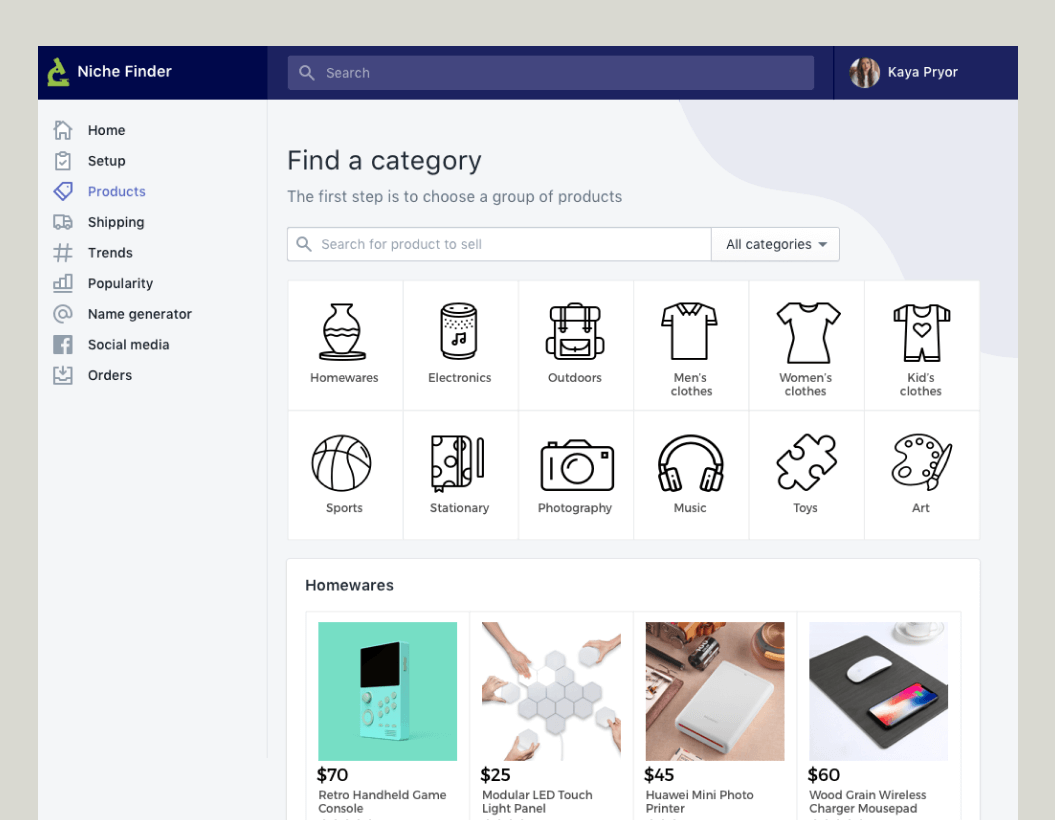 Niche Finder
Search
Kaya Pryor
Home
Setup
Products
Shipping
Trends
Popularity
Name generator
Social media
Orders
Find a category
The first step is to choose a group of products
Search for product to sell
All categories
Homewares
Electronics
Outdoors
Men's
clothes
Women's
clothes
Kid's
clothes
Sports
Stationary
Photography
Music
Toys
Art
Homewares
$70
Retro Handheld Game
Console
$25
Modular LED Touch
Light Panel
$45
Huawei Mini Photo
Printer
$60
Wood Grain Wireless
Charger Mousepad